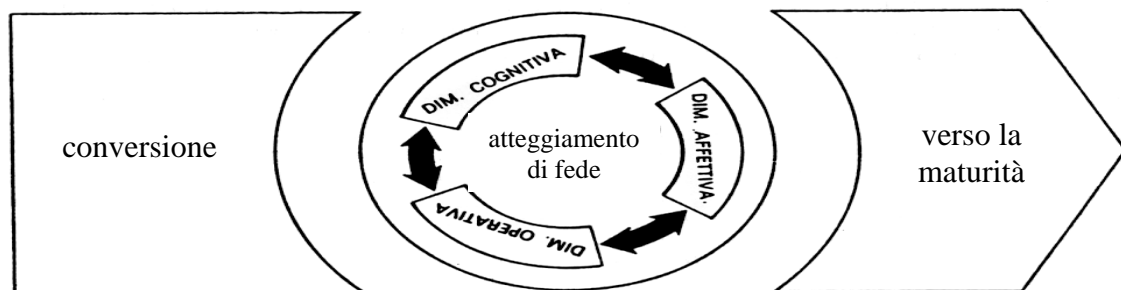 conversione
DIM. COGNITIVA
DIM. AFFETTIVA.
DIM. OPERATIVA
atteggiamento
di fede
verso la
maturità